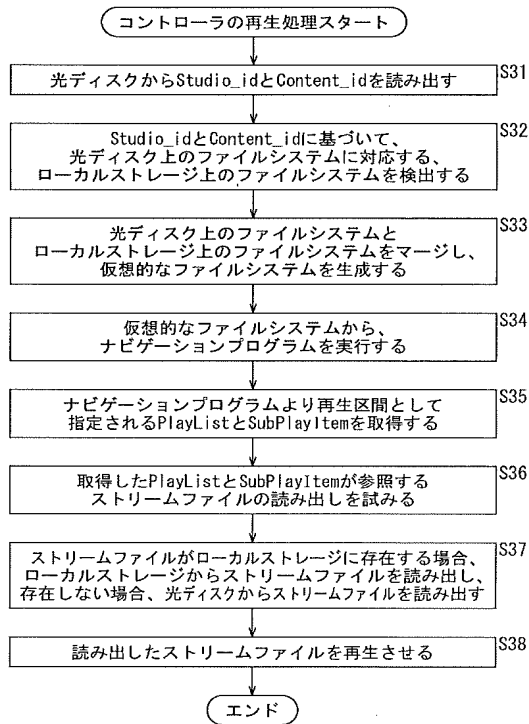 コントローラの再生処理スタート
S31
光ディスクからStudio_idとContent_idを読み出す
S32
Studio_idとContent_idに基づいて、
光ディスク上のファイルシステムに対応する、
ローカルストレージ上のファイルシステムを検出する
S33
光ディスク上のファイルシステムと
ローカルストレージ上のファイルシステムをマージし、
仮想的なファイルシステムを生成する
S34
仮想的なファイルシステムから、
ナビゲーションプログラムを実行する
S35
ナビゲーションプログラムより再生区間として
指定されるPlayListとSubPlayItemを取得する
S36
取得したPlayListとSubPlayItemが参照する
ストリームファイルの読み出しを試みる
S37
ストリームファイルがローカルストレージに存在する場合、
ローカルストレージからストリームファイルを読み出し、
存在しない場合、光ディスクからストリームファイルを読み出す
S38
読み出したストリームファイルを再生させる
エンド